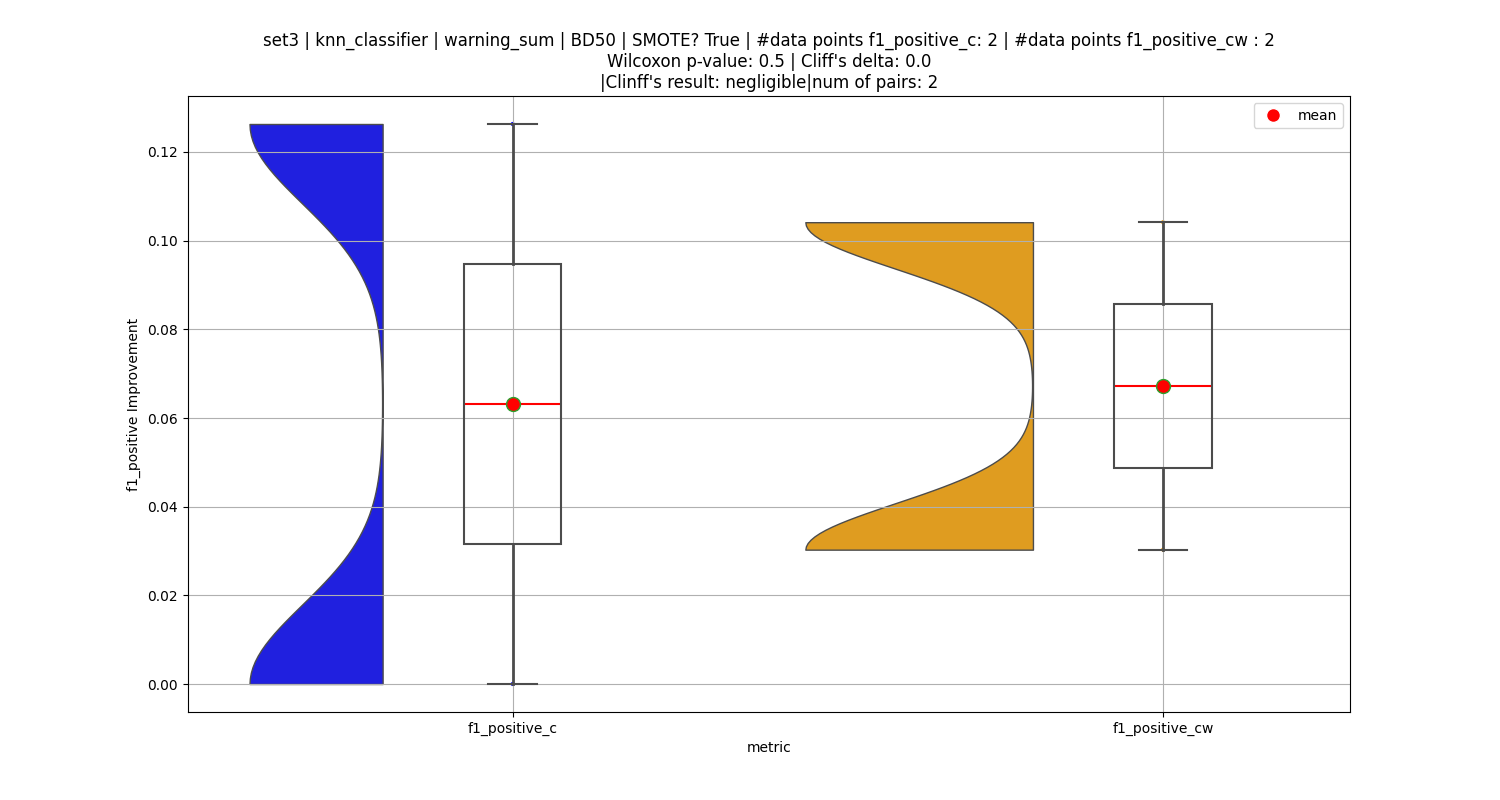 set3 | knn_classifier | warning_sum | BD50 | SMOTE? True | #data points f1_positive_c: 2 | #data points f1_positive_cw : 2
Wilcoxon p-value: 0.5 | Cliff's delta: 0.0
|Clinff's result: negligible|num of pairs: 2
mean
0.12
0.10
0.08
0.06
0.04
0.02
0.00
f1_positive Improvement
f1_positive_c
f1_positive_cw
metric